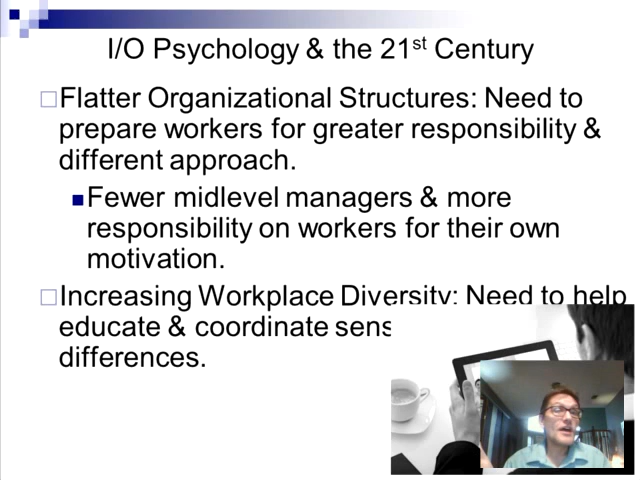 I/O Psychology & the 21st Century
Flatter Organizational Structures: Need to
prepare workers for greater responsibility &
different approach.
Fewer midlevel managers & more
responsibility on workers for their own
motivation.
Increasing Workplace Diversity: Need to help
educate & coordinate sens
differences.